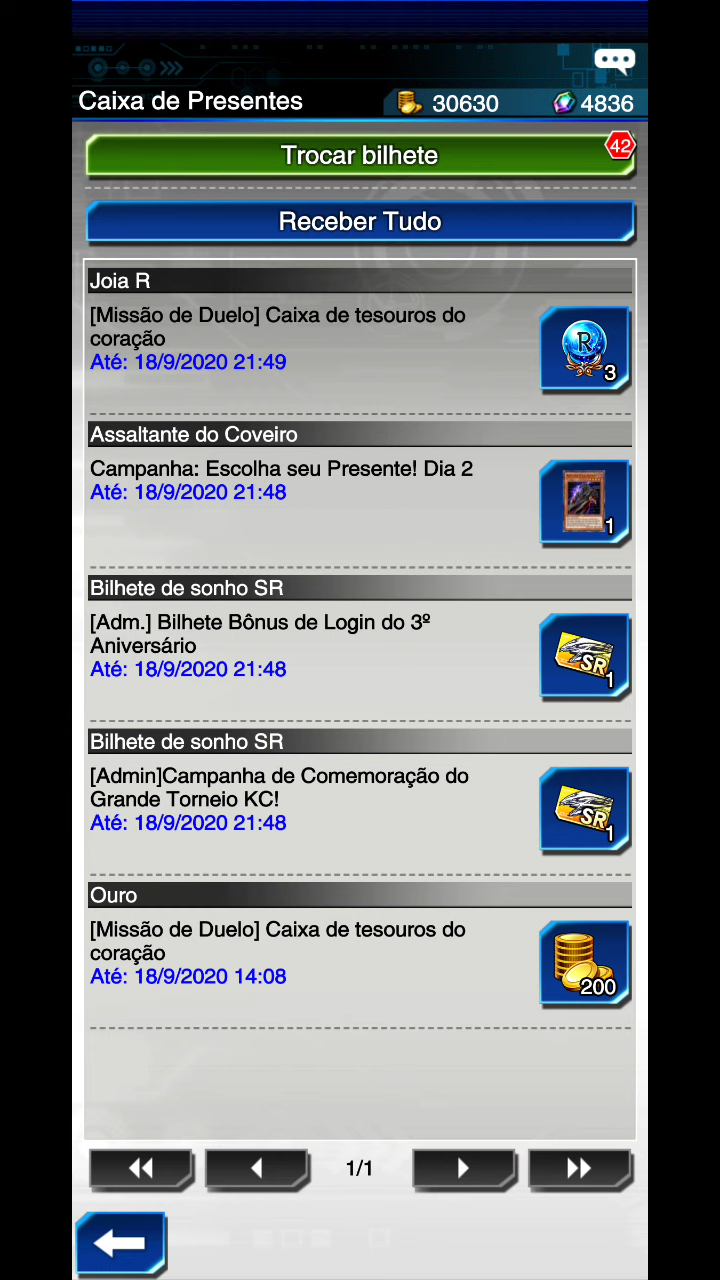 Caixa de Presentes
30630
4836
Trocar bilhete
42
Receber Tudo
Joia R
[Missão de Duelo] Caixa de tesouros do
coração
Até: 18/9/2020 21:49
R
3
Assaltante do Coveiro
Campanha: Escolha seu Presente! Dia 2
Até: 18/9/2020 21:48
1
Bilhete de sonho SR
[Adm.] Bilhete Bônus de Login do 3º
Aniversário
Até: 18/9/2020 21:48
SR
1
Bilhete de sonho SR
[Admin]Campanha de Comemoração do
Grande Torneio KC!
Até: 18/9/2020 21:48
SR
1
Ouro
[Missão de Duelo] Caixa de tesouros do
coração
Até: 18/9/2020 14:08
200
1/1